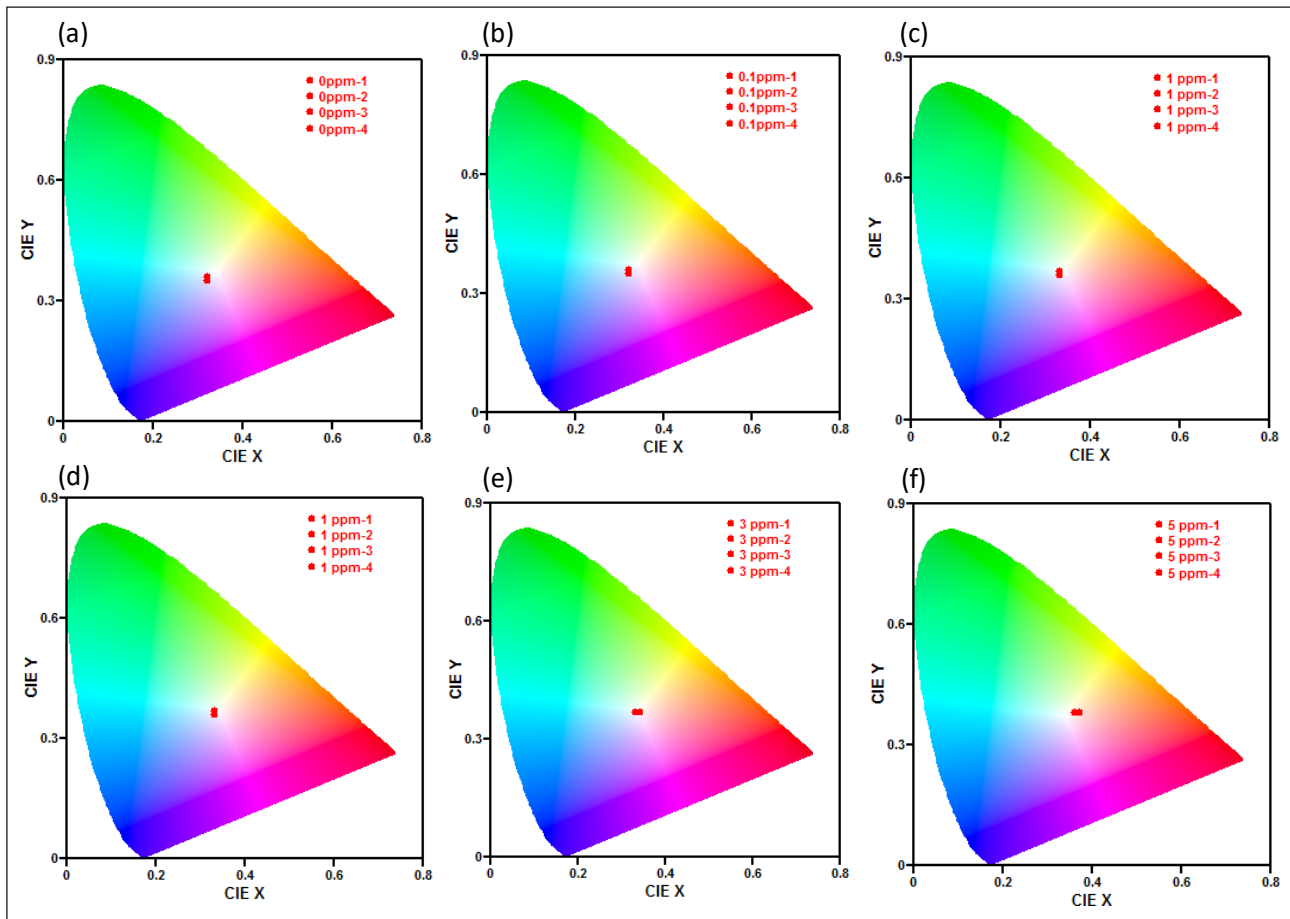 (a)
0.9
0.6
0.3
0
0
0.2
0.4
0.6
0.8
CIE Y
CIE X
0ppm-1
0ppm-2
0ppm-3
0ppm-4
(b)
0.9
0.6
0.3
0
0
0.2
0.4
0.6
0.8
CIE Y
CIE X
0.1ppm-1
0.1ppm-2
0.1ppm-3
0.1ppm-4
(c)
0.9
0.6
0.3
0
0
0.2
0.4
0.6
0.8
CIE Y
CIE X
1 ppm-1
1 ppm-2
1 ppm-3
1 ppm-4
(d)
0.9
0.6
0.3
0
0
0.2
0.4
0.6
0.8
CIE Y
CIE X
1 ppm-1
1 ppm-2
1 ppm-3
1 ppm-4
(e)
0.9
0.6
0.3
0
0
0.2
0.4
0.6
0.8
CIE Y
CIE X
3 ppm-1
3 ppm-2
3 ppm-3
3 ppm-4
(f)
0.9
0.6
0.3
0
0
0.2
0.4
0.6
0.8
CIE Y
CIE X
5 ppm-1
5 ppm-2
5 ppm-3
5 ppm-4